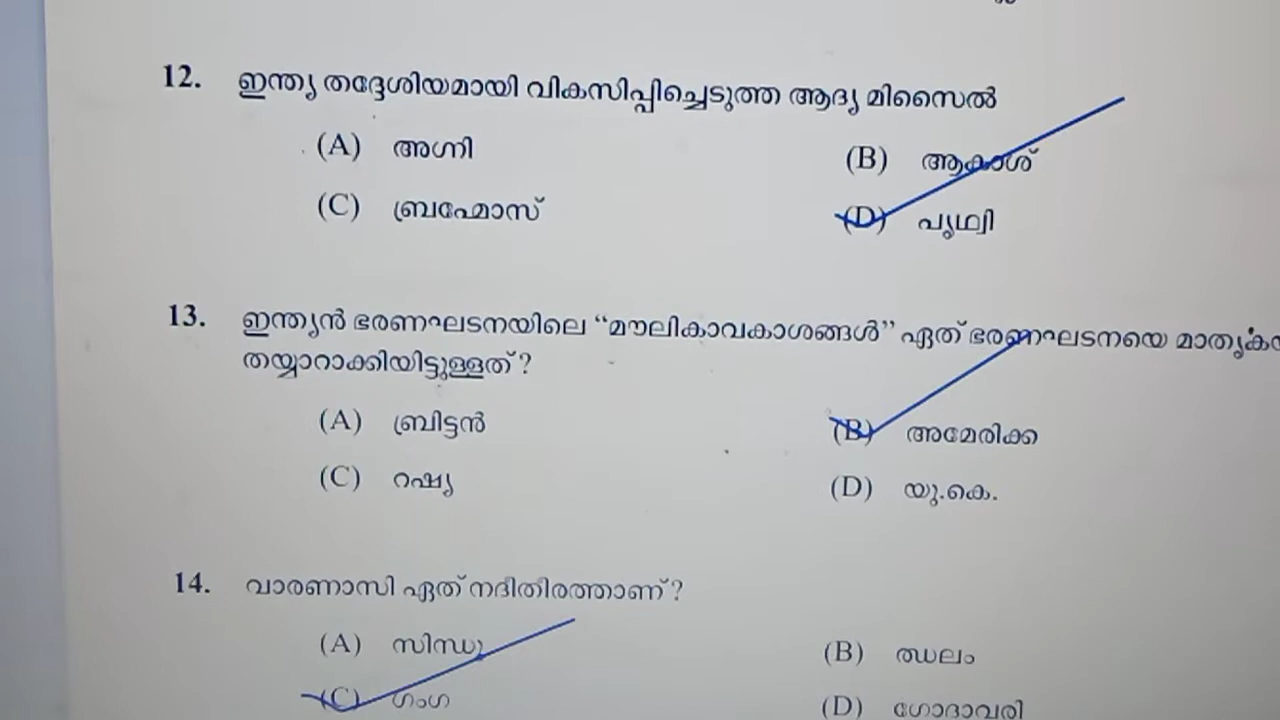 12. ഇന്ത്യ തദ്ദേശിയമായി വികസിപ്പിച്ചെടുത്ത ആദ്യ മിസൈൽ
(A) അഗ്നി (B) ആകാശ്
(C) ബ്രഹ്മോസ് (D) പൃഥ്വി
13. ഇന്ത്യൻ ഭരണഘടനയിലെ “മൗലികാവകാശങ്ങൾ” ഏത് ഭരണഘടനയെ
തയ്യാറാക്കിയിട്ടുള്ളത് ?
(A) ബ്രിട്ടൻ (B) അമേരിക്ക
(C) റഷ്യ (D) യു.കെ.
14. വാരണാസി ഏത് നദീതീരത്താണ് ?
(A) സിന്ധു (B) ഝലം
(C) ഗംഗ (D) ഗോദാവരി